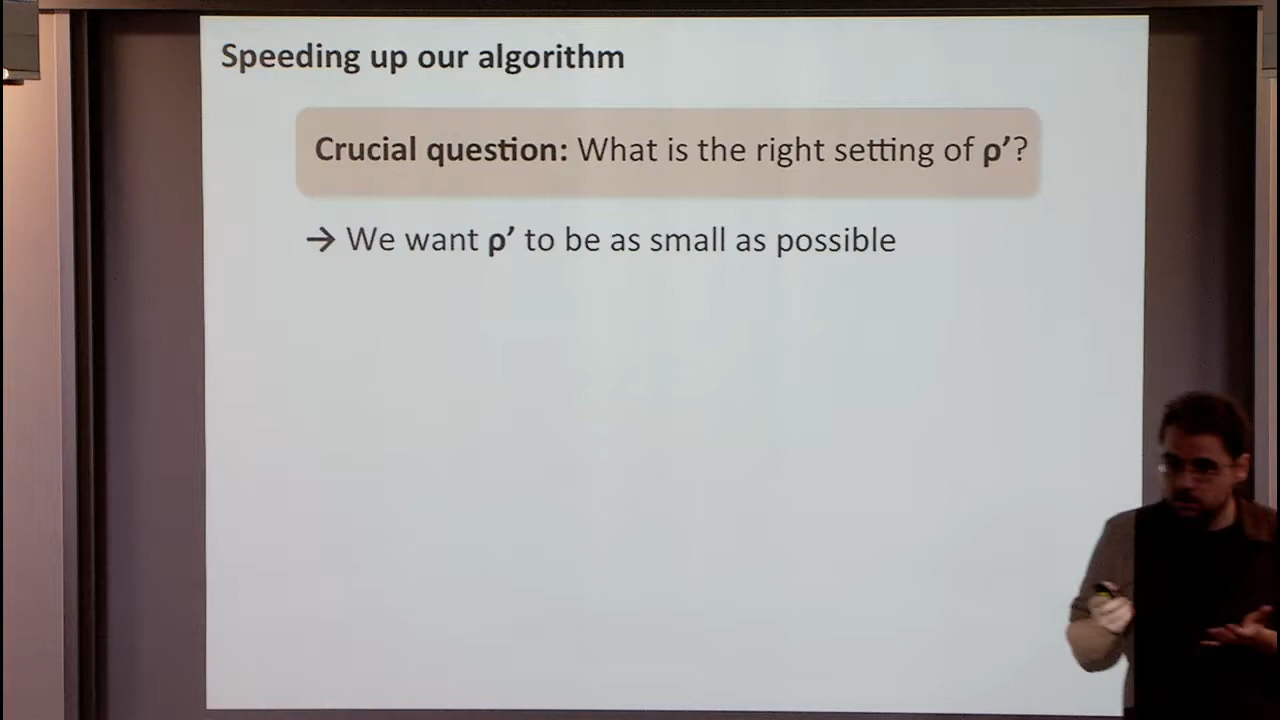 Speeding up our algorithm
Crucial question: What is the right setting of ρ’?
→ We want ρ’ to be as small as possible